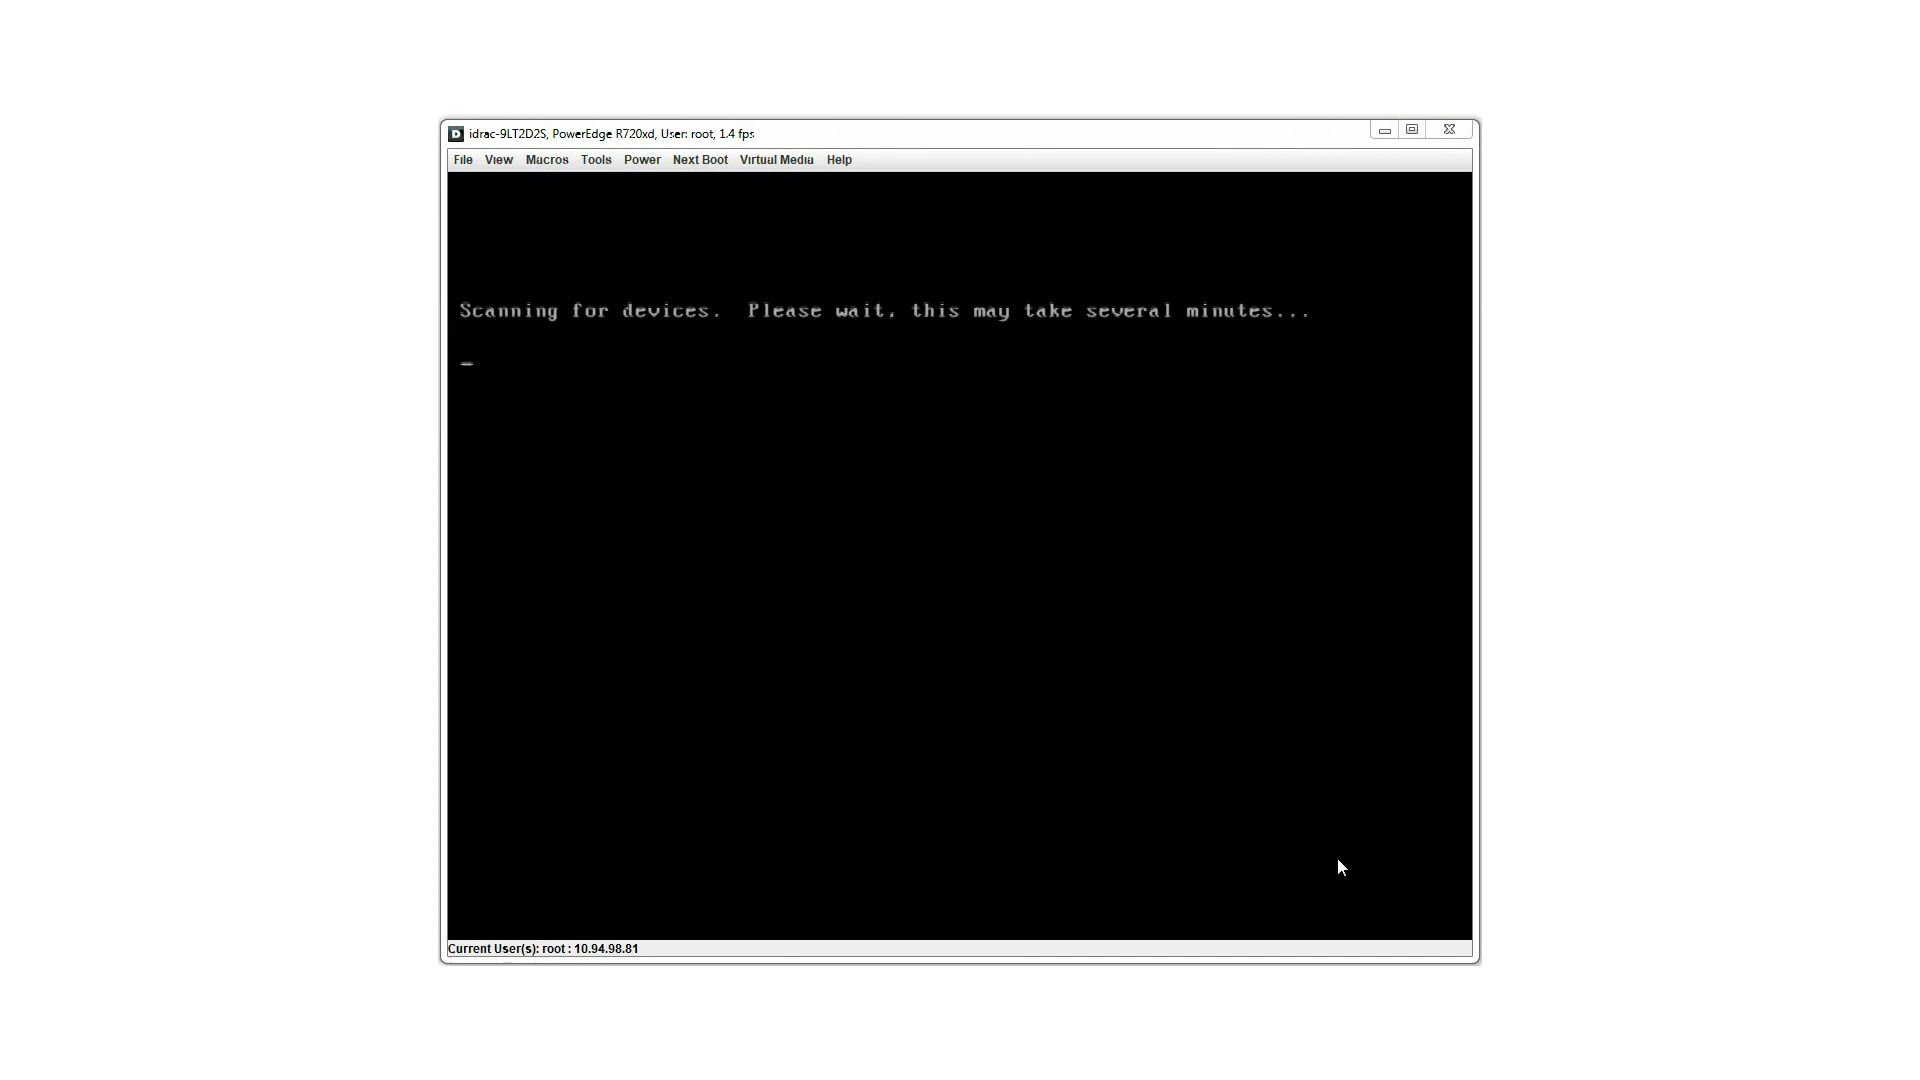 idrac-9LT2D2S, PowerEdge R720xd, User: root, 1.4 fps
File View Macros Tools Power Next Boot Virtual Media Help
Scanning for devices.  Please wait, this may take several minutes...
Current User(s): root : 10.94.98.81